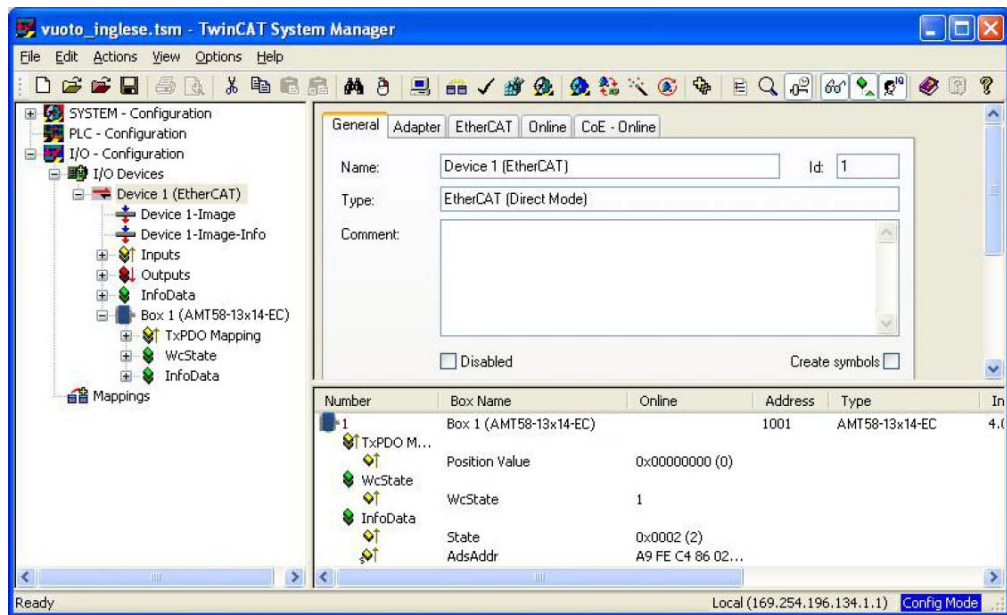 vuoto_inglese.tsm - TwinCAT System Manager
File Edit Actions View Options Help
SYSTEM - Configuration
PLC - Configuration
I/O - Configuration
I/O Devices
Device 1 (EtherCAT)
Device 1-Image
Device 1-Image-Info
Inputs
Outputs
InfoData
Box 1 (AMT58-13x14-EC)
TxPDO Mapping
WcState
InfoData
Mappings
General Adapter EtherCAT Online CoE - Online
Name: Device 1 (EtherCAT) Id: 1
Type: EtherCAT (Direct Mode)
Comment:
Disabled Create symbols
Number Box Name Online Address Type In
1 Box 1 (AMT58-13x14-EC) 1001 AMT58-13x14-EC 4.0
TxPDO M...
Position Value 0x00000000 (0)
WcState
WcState 1
InfoData
State 0x0002 (2)
AdsAddr A9 FE C4 86 02...
Ready Local (169.254.196.134.1.1) Config Mode